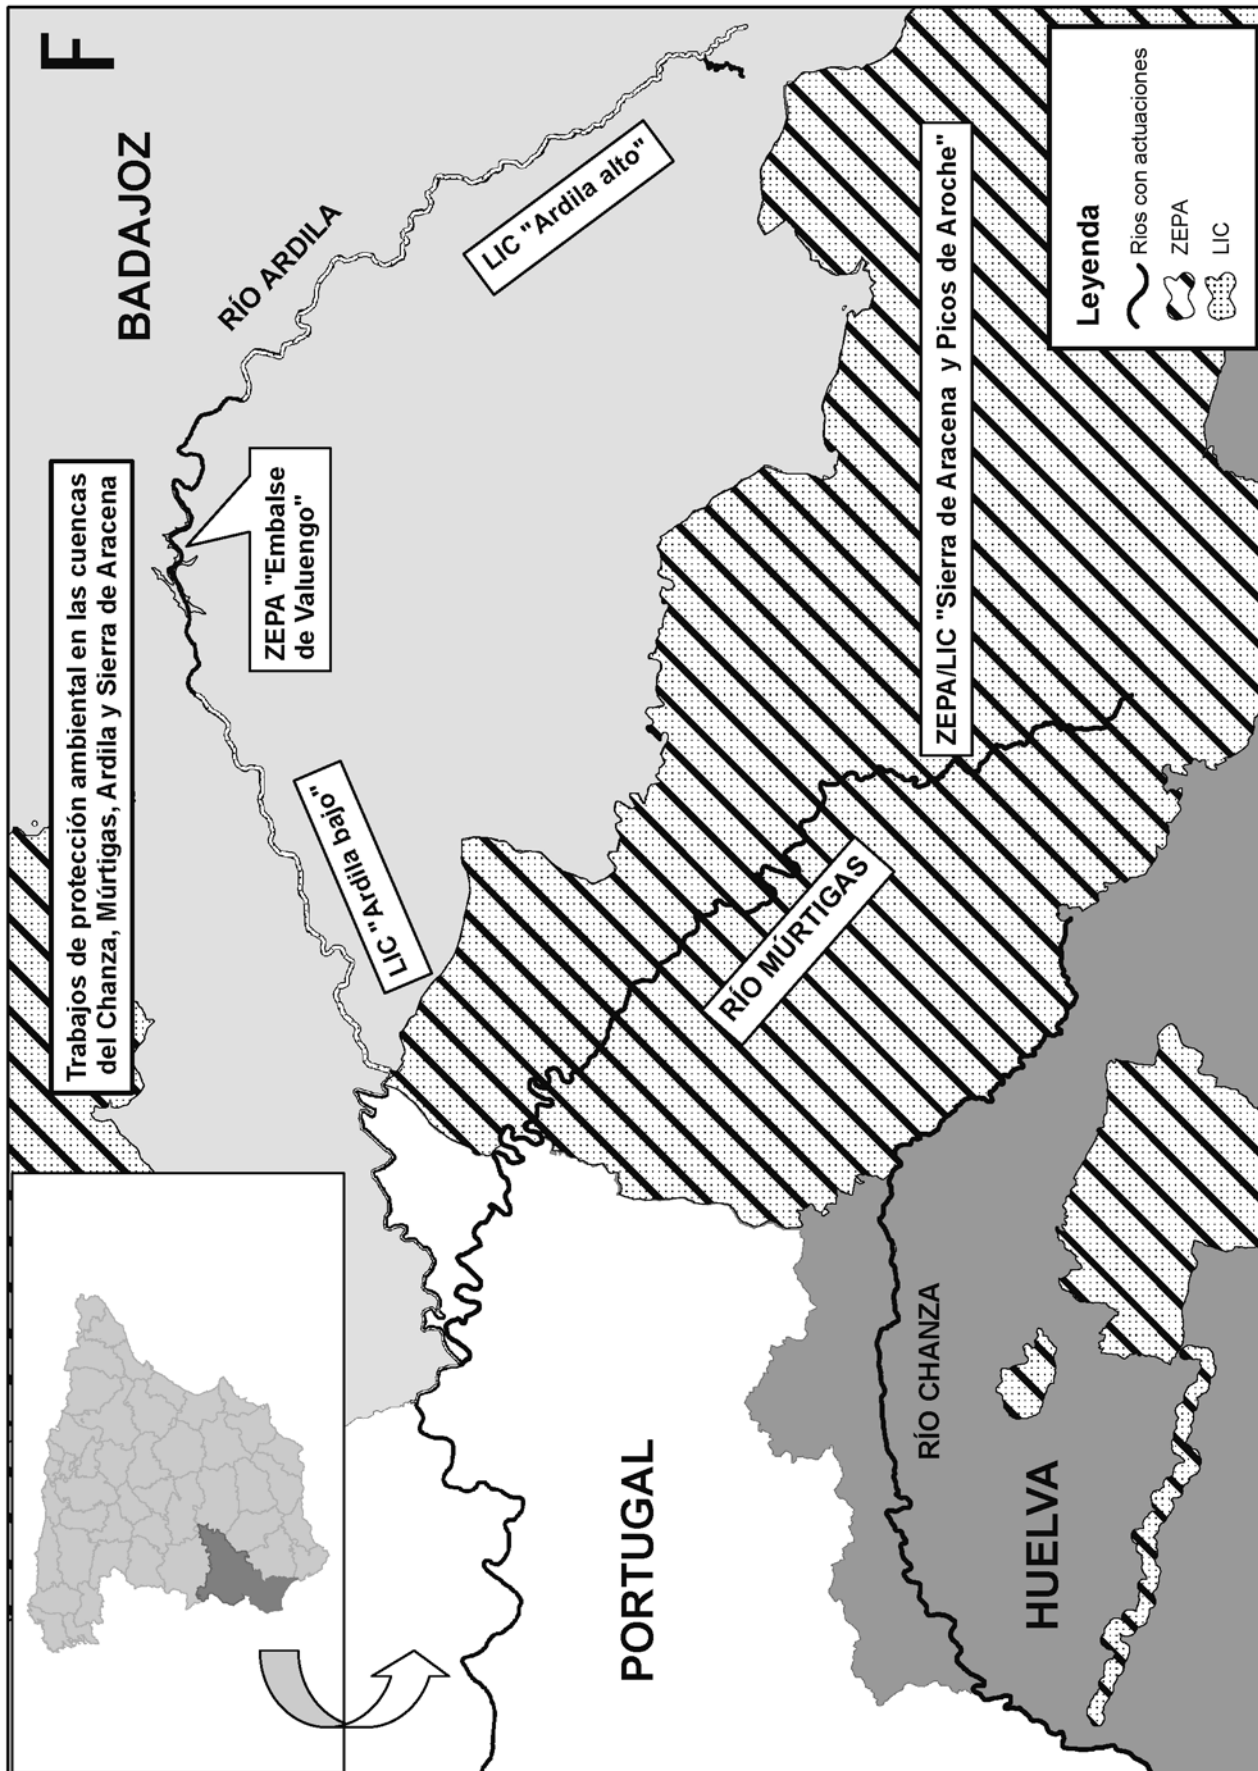 F
Trabajos de protección ambiental en las cuencas
del Chanza, Múrtigas, Ardila y Sierra de Aracena
BADAJOZ
RÍO ARDILA
ZEPA "Embalse
de Valuengo"
LIC "Ardila bajo"
LIC "Ardila alto"
RÍO MÚRTIGAS
ZEPA/LIC "Sierra de Aracena y Picos de Aroche"
PORTUGAL
RÍO CHANZA
HUELVA
Leyenda
Rios con actuaciones
ZEPA
LIC